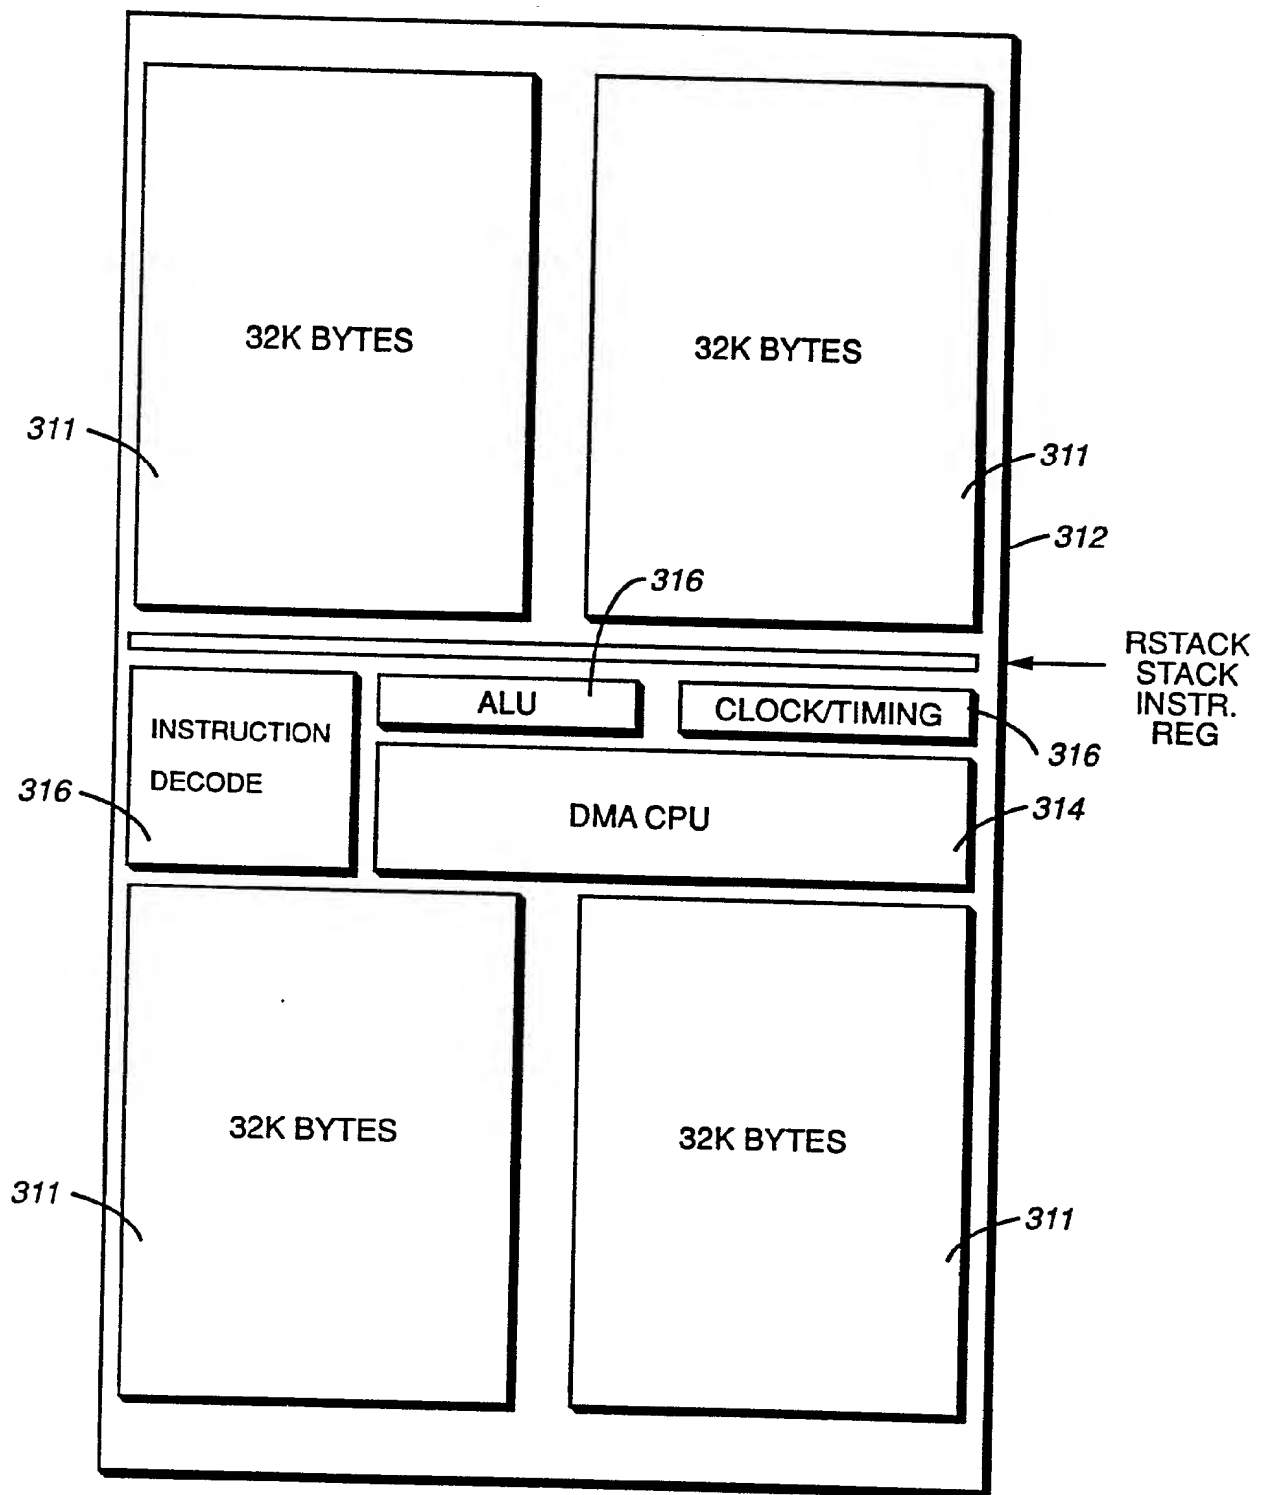 32K BYTES
32K BYTES
311
311
312
316
RSTACK
STACK
INSTR.
REG
ALU
CLOCK/TIMING
INSTRUCTION
DECODE
316
316
DMA CPU
314
32K BYTES
32K BYTES
311
311